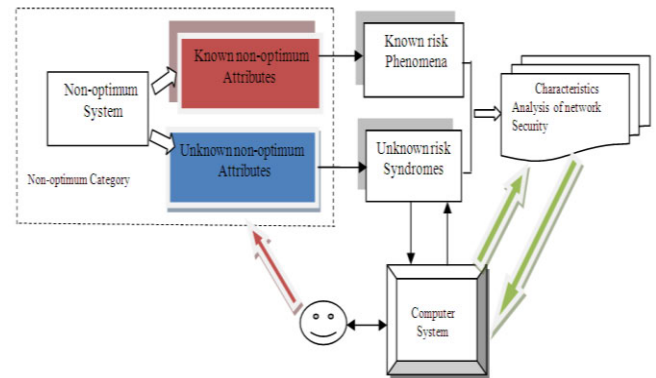 Known non-optimum
Attributes
Known risk
Phenomena
Non-optimum
System
Characteristics
Analysis of network
Security
Unknown non-optimum
Attributes
Unknown risk
Syndromes
Non-optimum Category
Computer
System